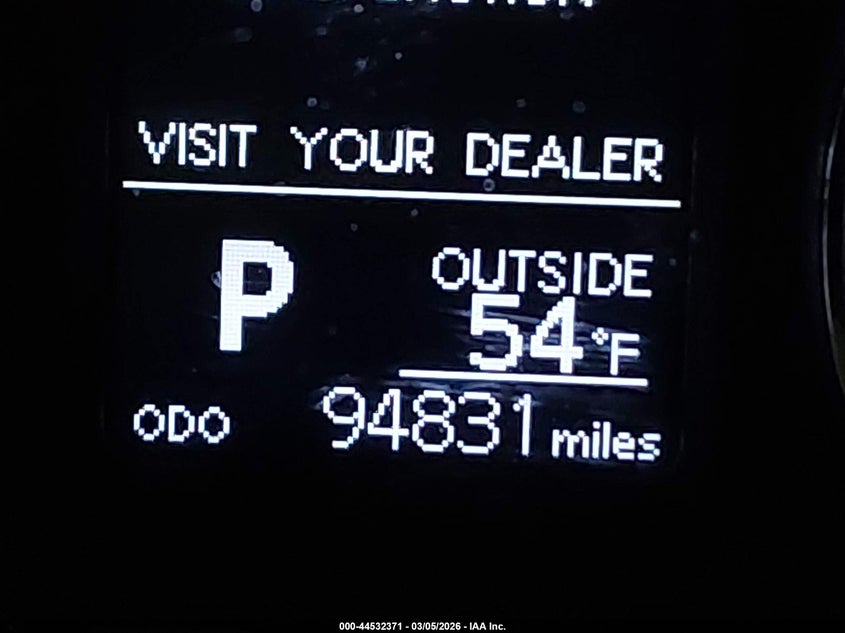 VISIT YOUR DEALER
P
OUTSIDE
54°F
ODO 94831 miles
000-44532371 - 03/05/2026 - IAA Inc.